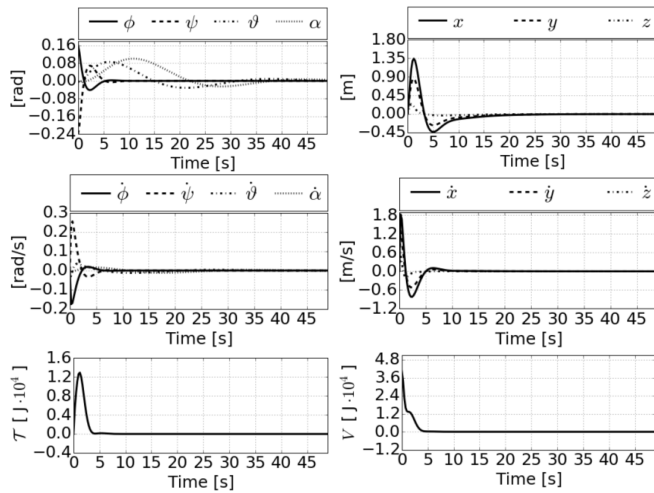 ϕ ψ ϑ α
[rad]
0.16
0.08
0.00
−0.08
−0.16
−0.24
0 5 10 15 20 25 30 35 40 45
Time [s]
x y z
[m]
1.80
1.35
0.90
0.45
0.00
−0.45
0 5 10 15 20 25 30 35 40 45
Time [s]
ϕ̇ ψ̇ ϑ̇ α̇
[rad/s]
0.3
0.2
0.1
0.0
−0.1
−0.2
0 5 10 15 20 25 30 35 40 45
Time [s]
ẋ ẏ ż
[m/s]
1.8
1.2
0.6
0.0
−0.6
−1.2
0 5 10 15 20 25 30 35 40 45
Time [s]
𝒯 [ J ·10⁴]
1.6
1.2
0.8
0.4
0.0
−0.4
0 5 10 15 20 25 30 35 40 45
Time [s]
V [ J ·10⁴]
4.8
3.6
2.4
1.2
0.0
−1.2
0 5 10 15 20 25 30 35 40 45
Time [s]